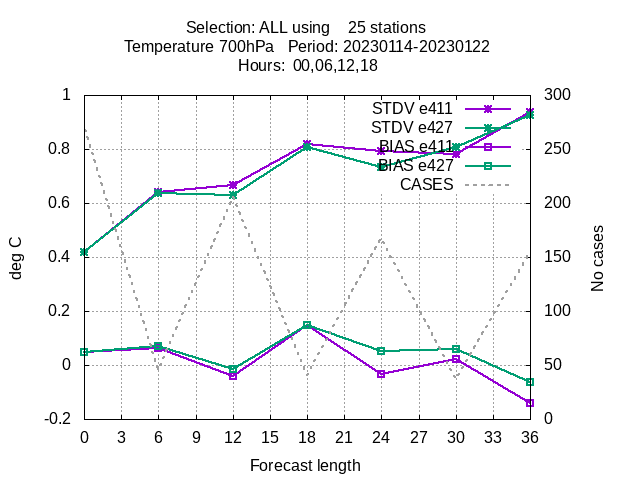 Selection: ALL using 25 stations
Temperature 700hPa Period: 20230114-20230122
Hours: 00,06,12,18
1 300
STDV e411
STDV e427
0.8 250
BIAS e411
BIAS e427
CASES
0.6 200
0.4 150
deg C
No cases
0.2 100
0 50
-0.2 0
0 3 6 9 12 15 18 21 24 27 30 33 36
Forecast length